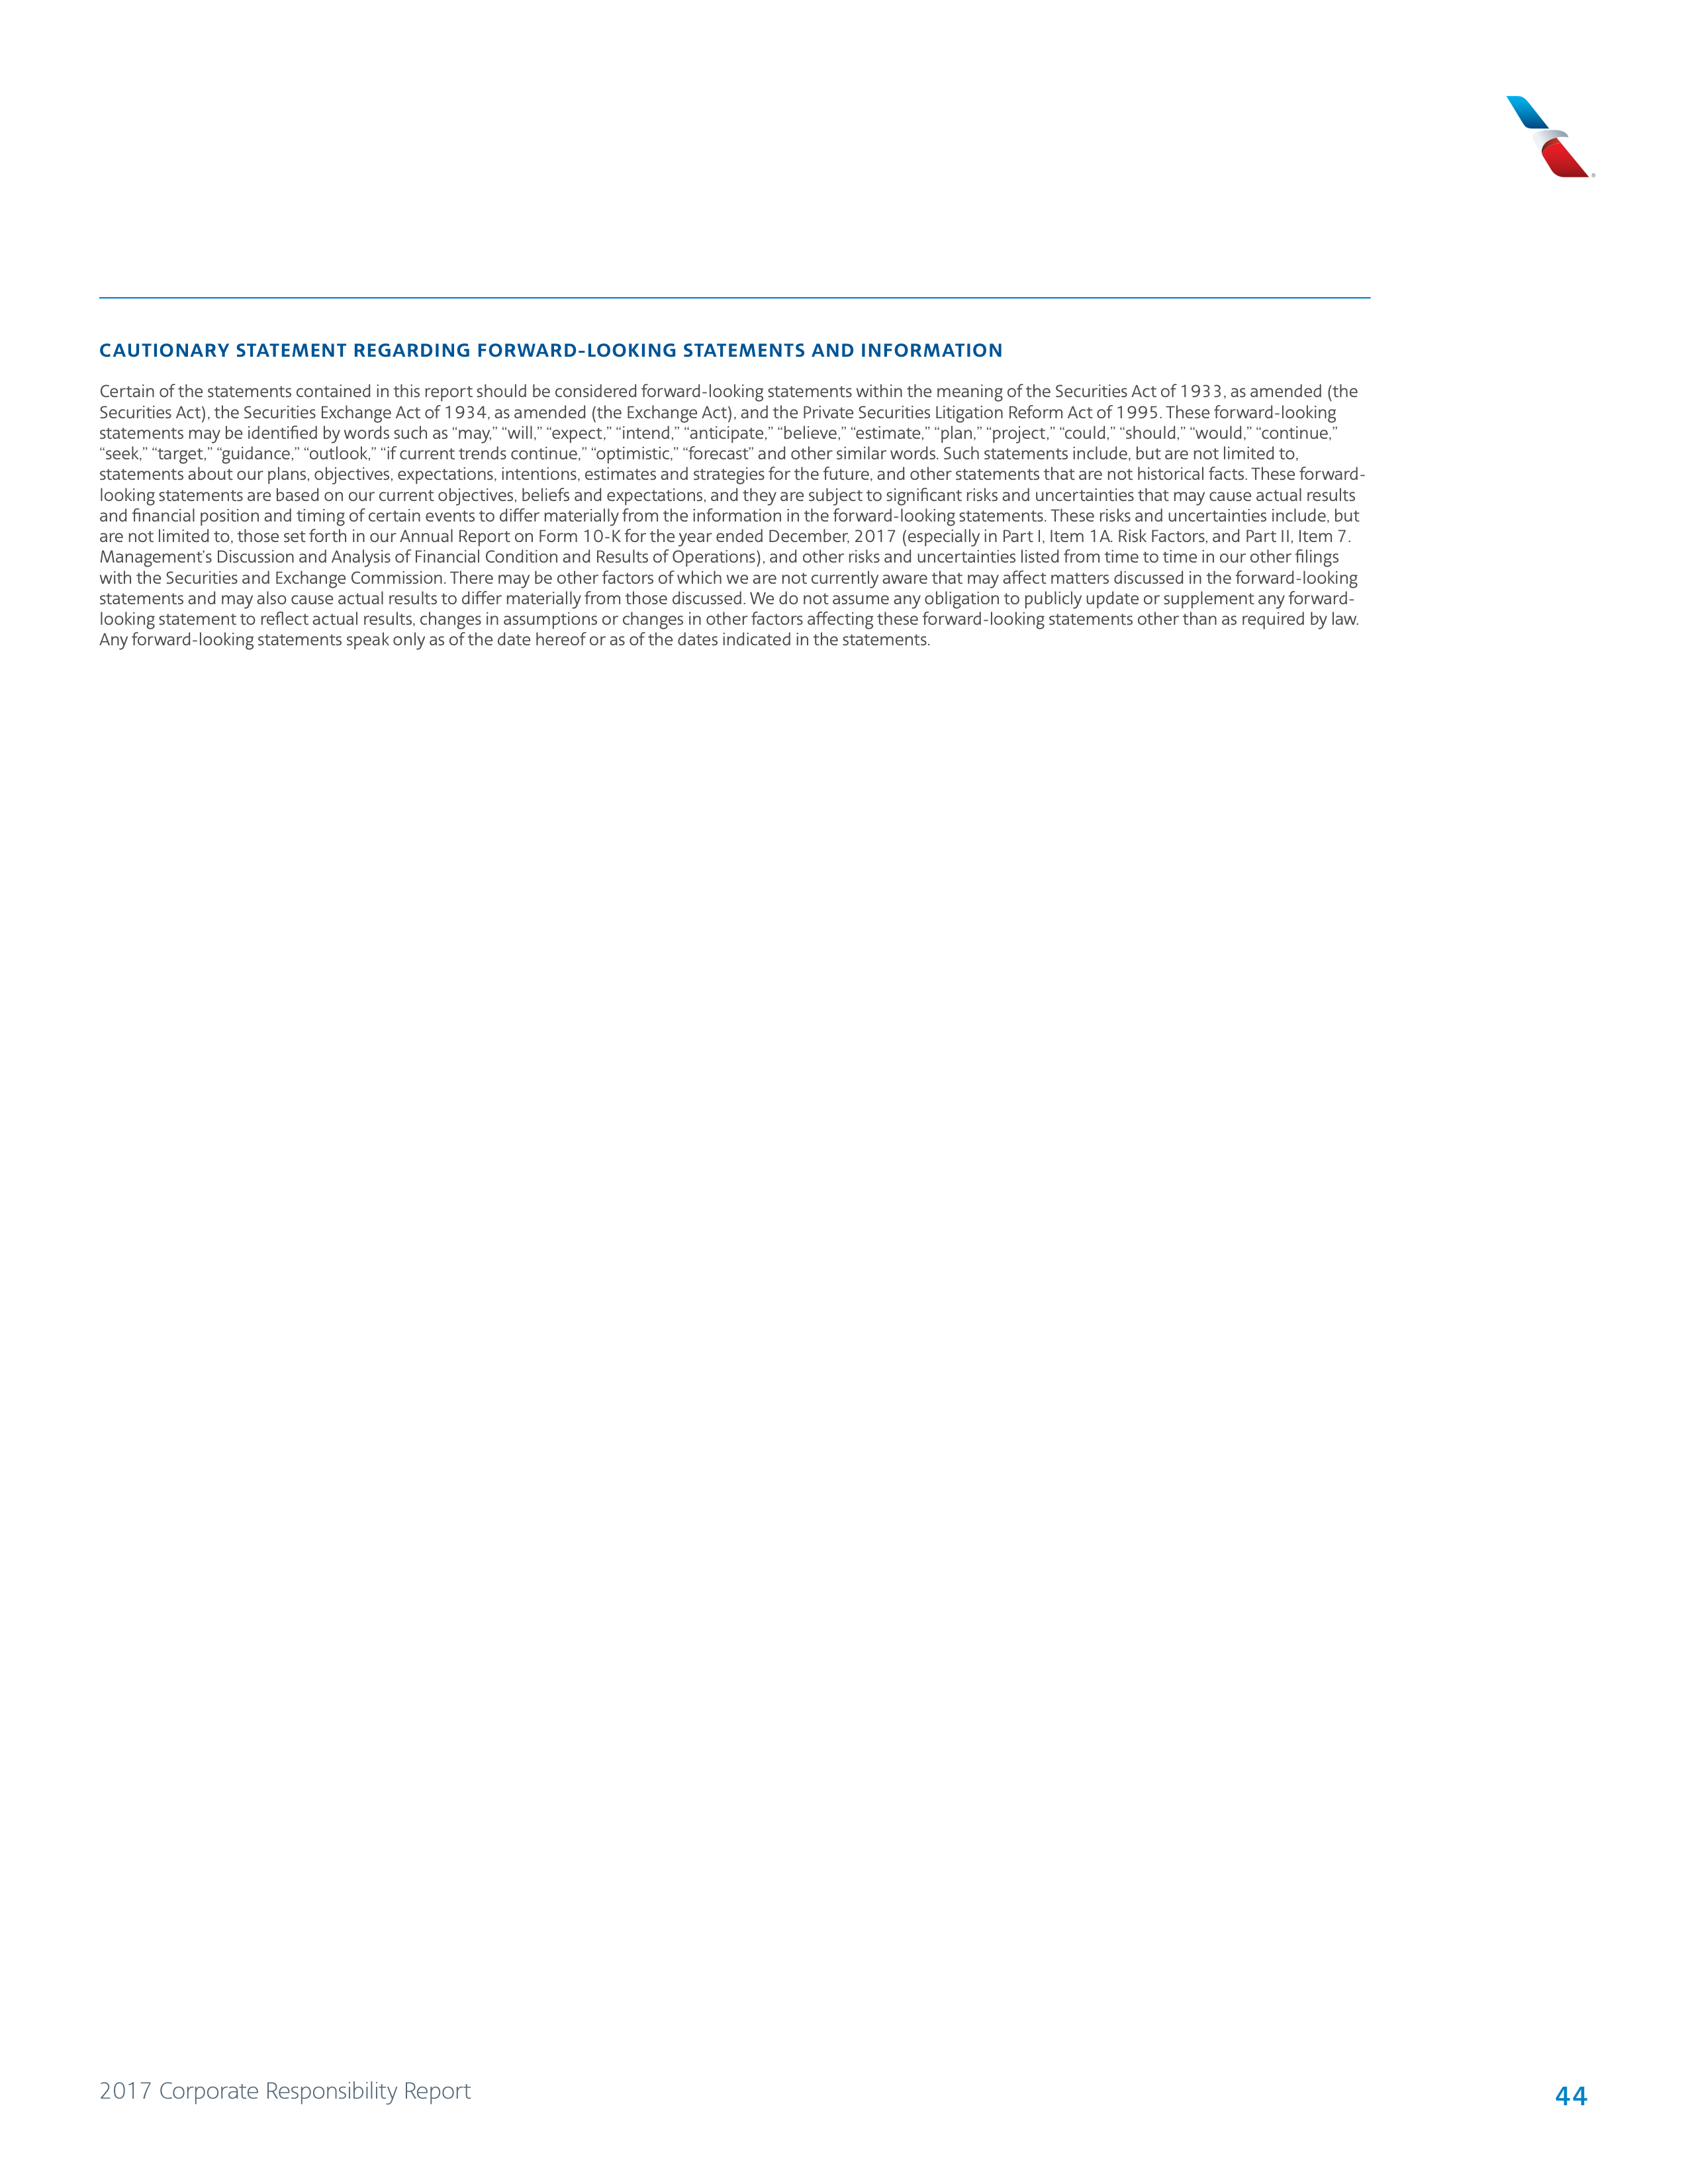 CAUTIONARY STATEMENT REGARDING FORWARD-LOOKING STATEMENTS AND INFORMATION
Certain of the statements contained in this report should be considered forward-looking statements within the meaning of the Securities Act of 1933, as amended (the
Securities Act), the Securities Exchange Act of 1934, as amended (the Exchange Act), and the Private Securities Litigation Reform Act of 1995. These forward-looking
statements may be identified by words such as “may,” “will,” “expect,” “intend,” “anticipate,” “believe,” “estimate,” “plan,” “project,” “could,” “should,” “would,” “continue,”
“seek,” “target,” “guidance,” “outlook,” “if current trends continue,” “optimistic,” “forecast” and other similar words. Such statements include, but are not limited to,
statements about our plans, objectives, expectations, intentions, estimates and strategies for the future, and other statements that are not historical facts. These forward-
looking statements are based on our current objectives, beliefs and expectations, and they are subject to significant risks and uncertainties that may cause actual results
and financial position and timing of certain events to differ materially from the information in the forward-looking statements. These risks and uncertainties include, but
are not limited to, those set forth in our Annual Report on Form 10-K for the year ended December, 2017 (especially in Part I, Item 1A. Risk Factors, and Part II, Item 7.
Management’s Discussion and Analysis of Financial Condition and Results of Operations), and other risks and uncertainties listed from time to time in our other filings
with the Securities and Exchange Commission. There may be other factors of which we are not currently aware that may affect matters discussed in the forward-looking
statements and may also cause actual results to differ materially from those discussed. We do not assume any obligation to publicly update or supplement any forward-
looking statement to reflect actual results, changes in assumptions or changes in other factors affecting these forward-looking statements other than as required by law.
Any forward-looking statements speak only as of the date hereof or as of the dates indicated in the statements.
2017 Corporate Responsibility Report
44